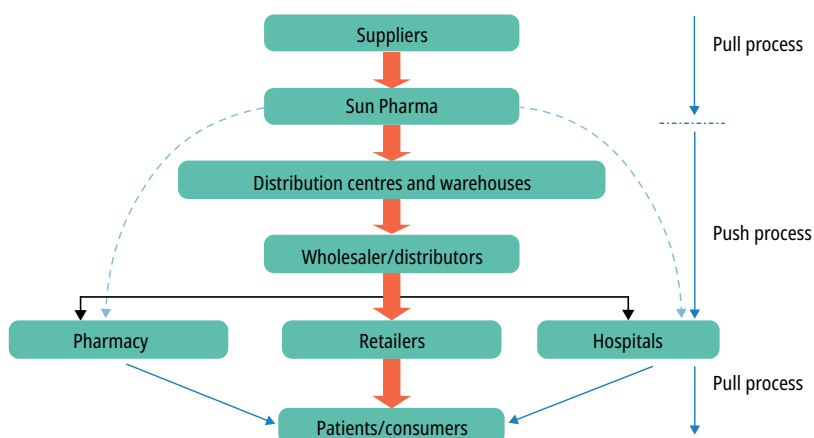 Suppliers
Pull process
Sun Pharma
Distribution centres and warehouses
Push process
Wholesaler/distributors
Pharmacy
Retailers
Hospitals
Pull process
Patients/consumers